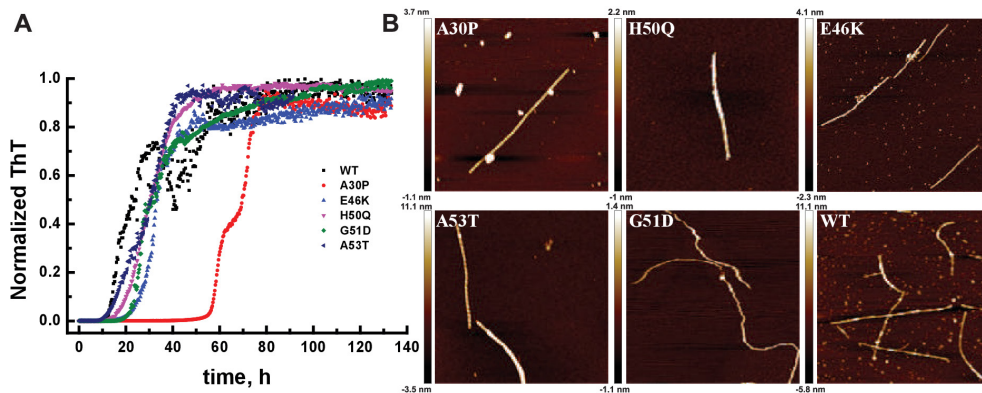 A
Normalized ThT
1.0
0.8
0.6
0.4
0.2
0.0
0 20 40 60 80 100 120 140
time, h
WT
A30P
E46K
H50Q
G51D
A53T
B
3.7 nm
A30P
-1.1 nm
2.2 nm
H50Q
-1 nm
4.1 nm
E46K
-2.3 nm
11.1 nm
A53T
-3.5 nm
1.4 nm
G51D
-1.1 nm
11.1 nm
WT
-5.8 nm